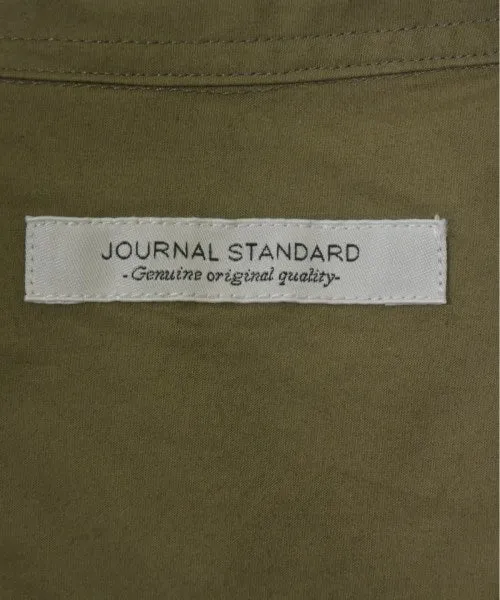 JOURNAL STANDARD
-Genuine original quality-